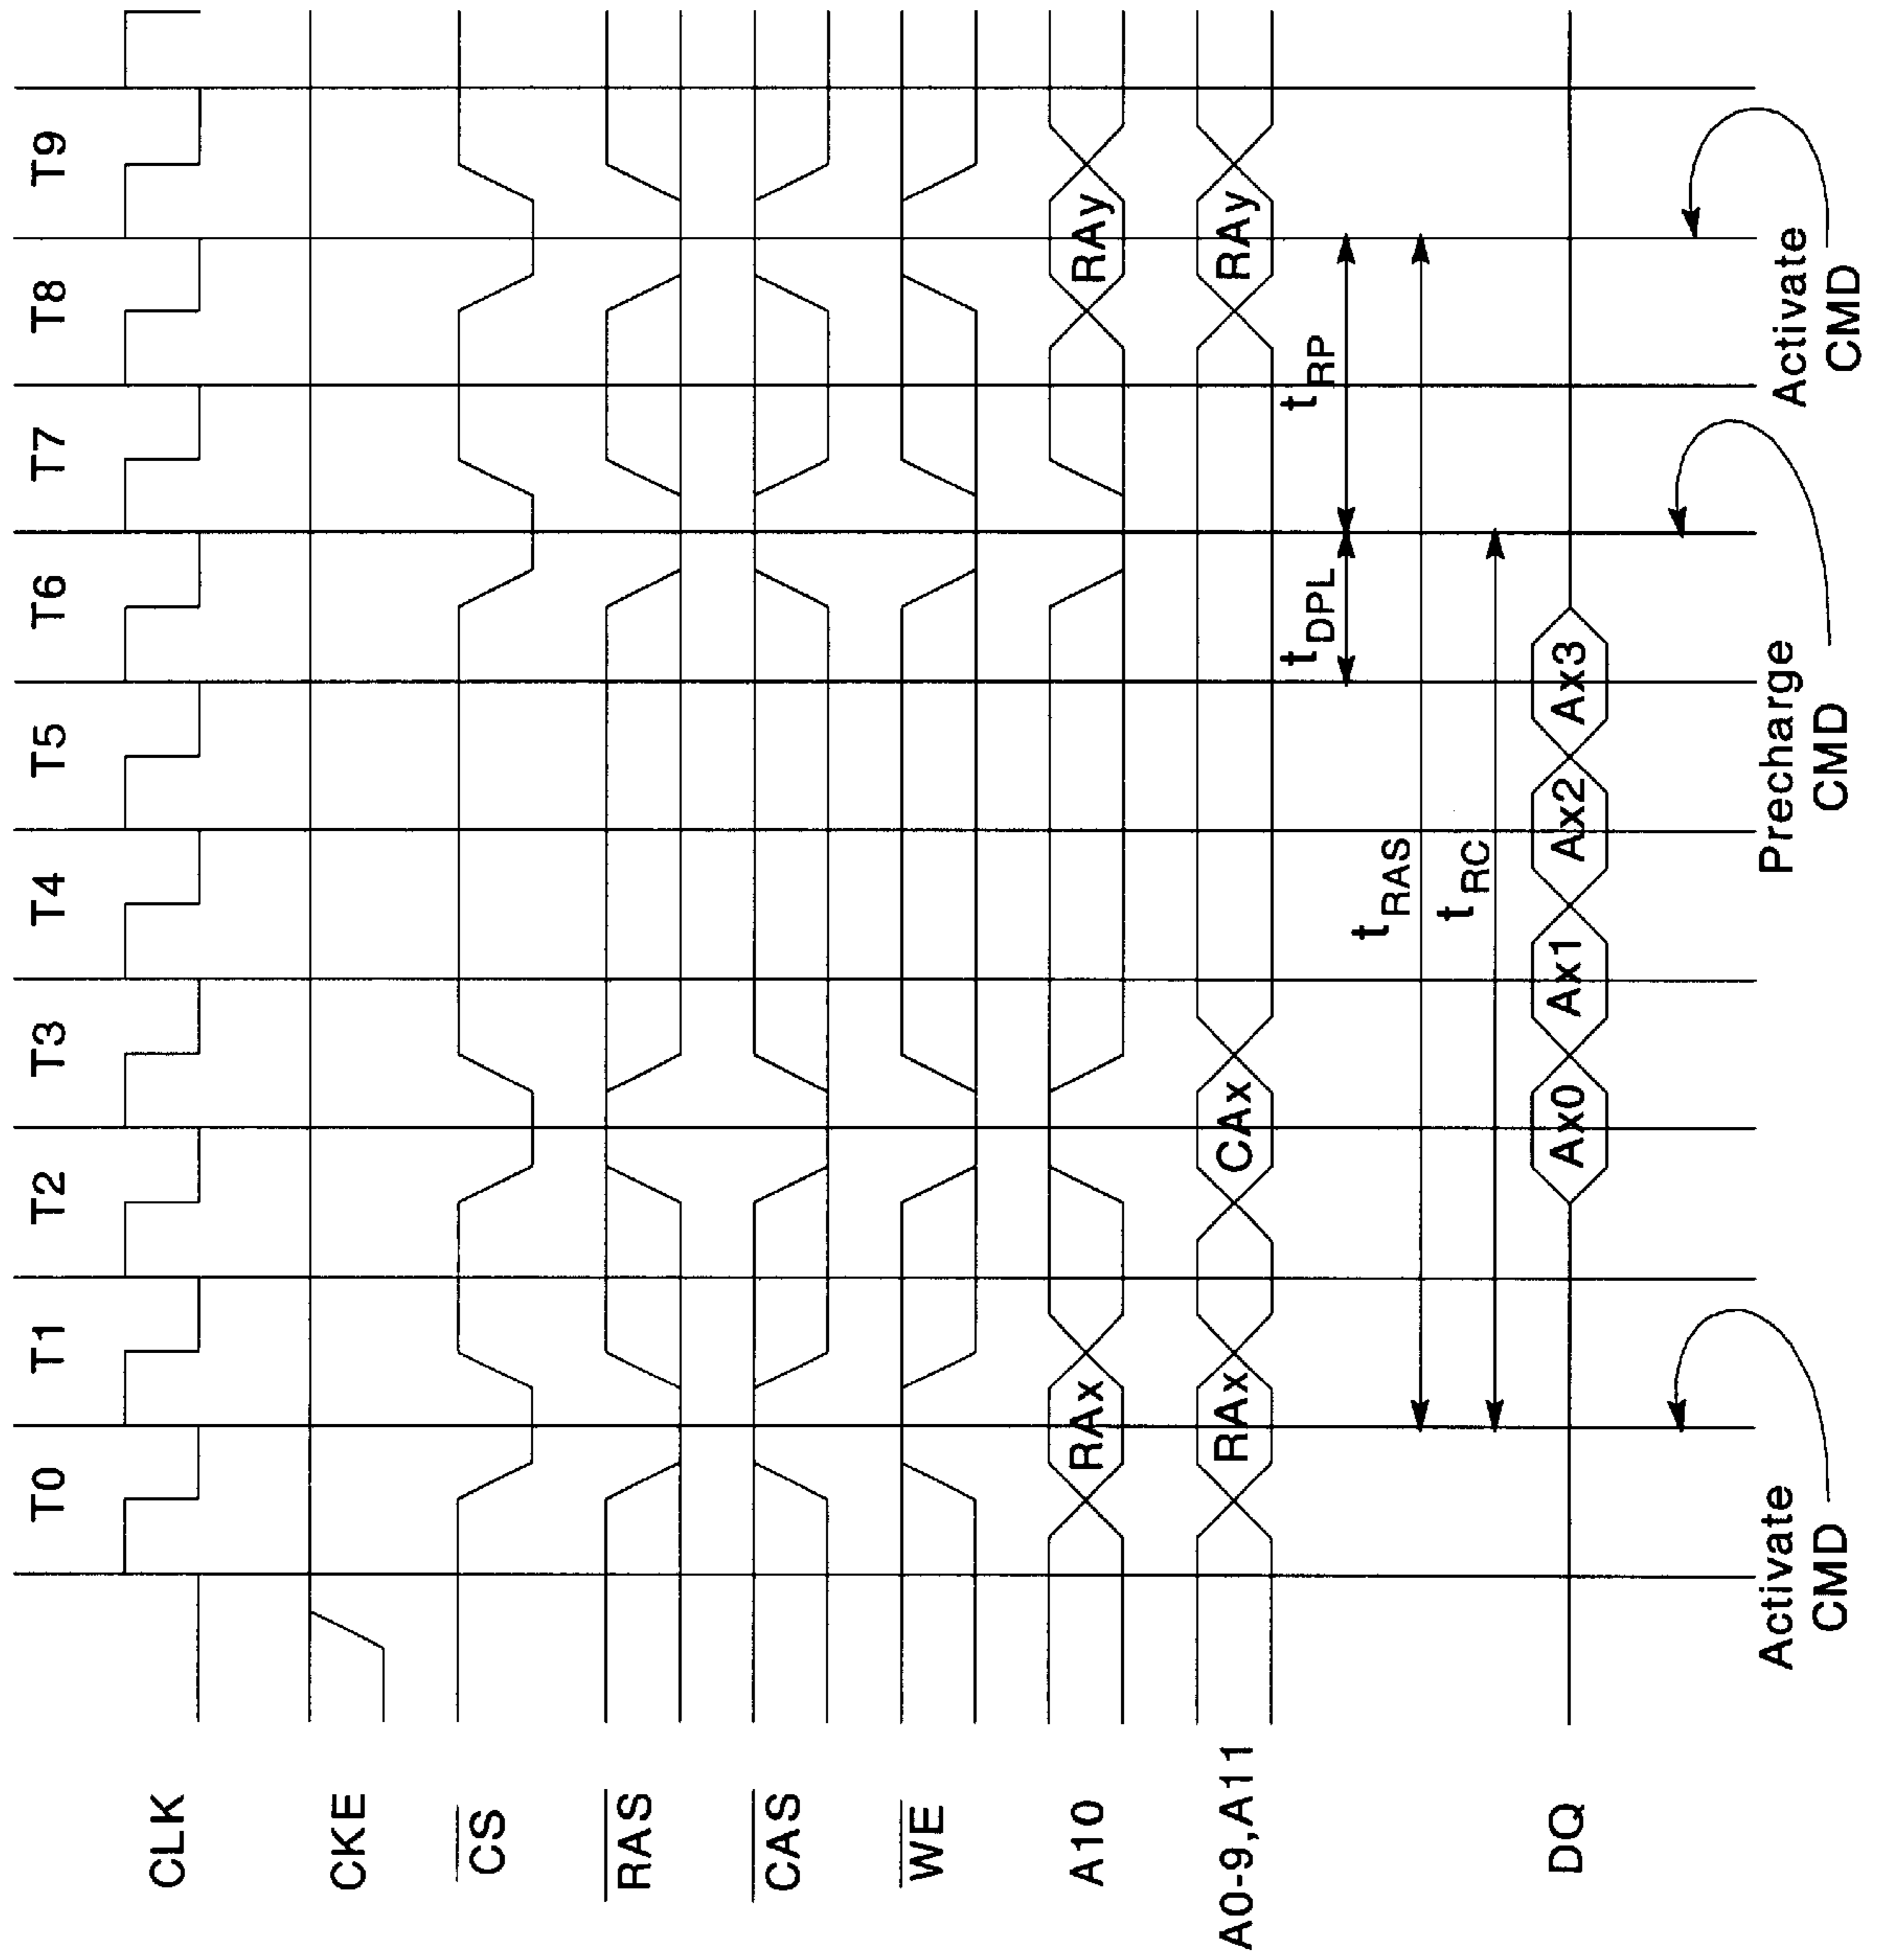 T0 T1 T2 T3 T4 T5 T6 T7 T8 T9
CLK
CKE
CS
RAS
CAS
WE
A10 RAx RAy
A0-9,A11 RAx CAx RAy
tDPL tRP
tRAS
tRC
DQ Ax0 Ax1 Ax2 Ax3
Activate
CMD
Precharge
CMD
Activate
CMD